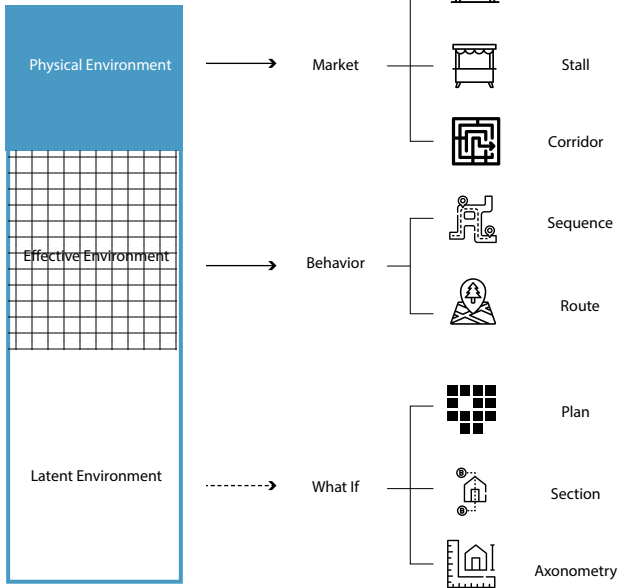 Physical Environment
Market
Stall
Corridor
Effective Environment
Behavior
Sequence
Route
Latent Environment
What If
Plan
B
Section
B
Axonometry